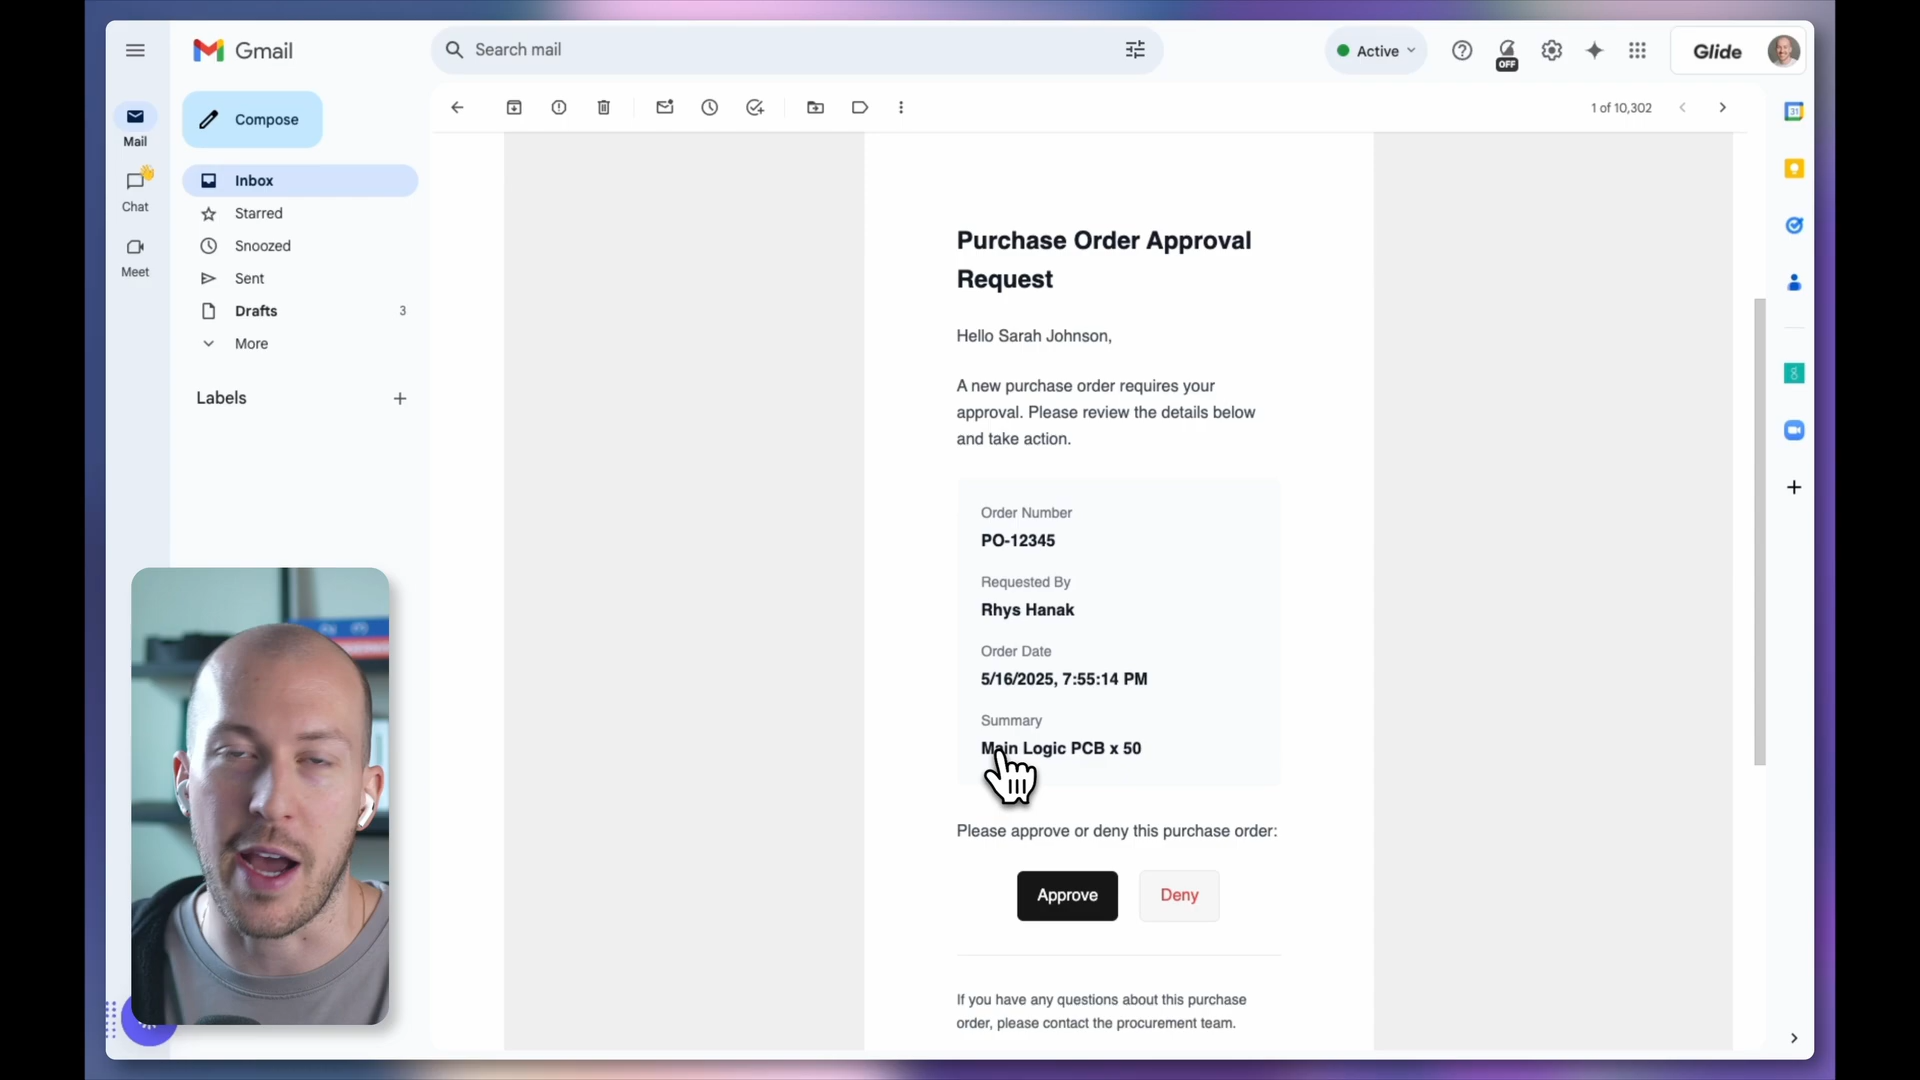 Gmail
Search mail
Active
OFF
Glide
Compose
1 of 10,302
Mail
Inbox
Chat
Starred
Snoozed
Meet
Sent
Drafts 3
More
Labels
31
Purchase Order Approval
Request
Hello Sarah Johnson,
A new purchase order requires your
approval. Please review the details below
and take action.
Order Number
PO-12345
Requested By
Rhys Hanak
Order Date
5/16/2025, 7:55:14 PM
Summary
Main Logic PCB x 50
Please approve or deny this purchase order:
Approve Deny
If you have any questions about this purchase
order, please contact the procurement team.